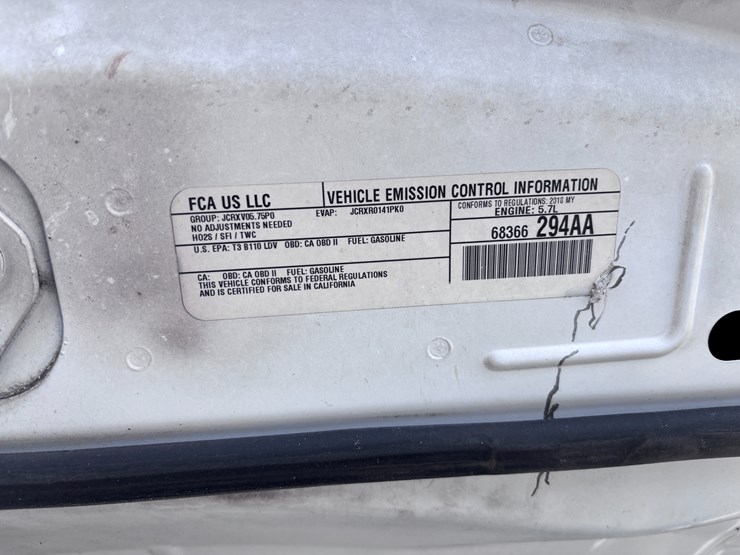 FCA US LLC
VEHICLE EMISSION CONTROL INFORMATION
GROUP: JCRXV05.75P0 EVAP: JCRXR0141PK0
NO ADJUSTMENTS NEEDED
HO2S / SFI / TWC
CONFORMS TO REGULATIONS: 2018 MY
ENGINE: 5.7L
U.S. EPA: T3 B110 LDV OBD: CA OBD II FUEL: GASOLINE
68366 294AA
CA: OBD: CA OBD II FUEL: GASOLINE
THIS VEHICLE CONFORMS TO FEDERAL REGULATIONS
AND IS CERTIFIED FOR SALE IN CALIFORNIA